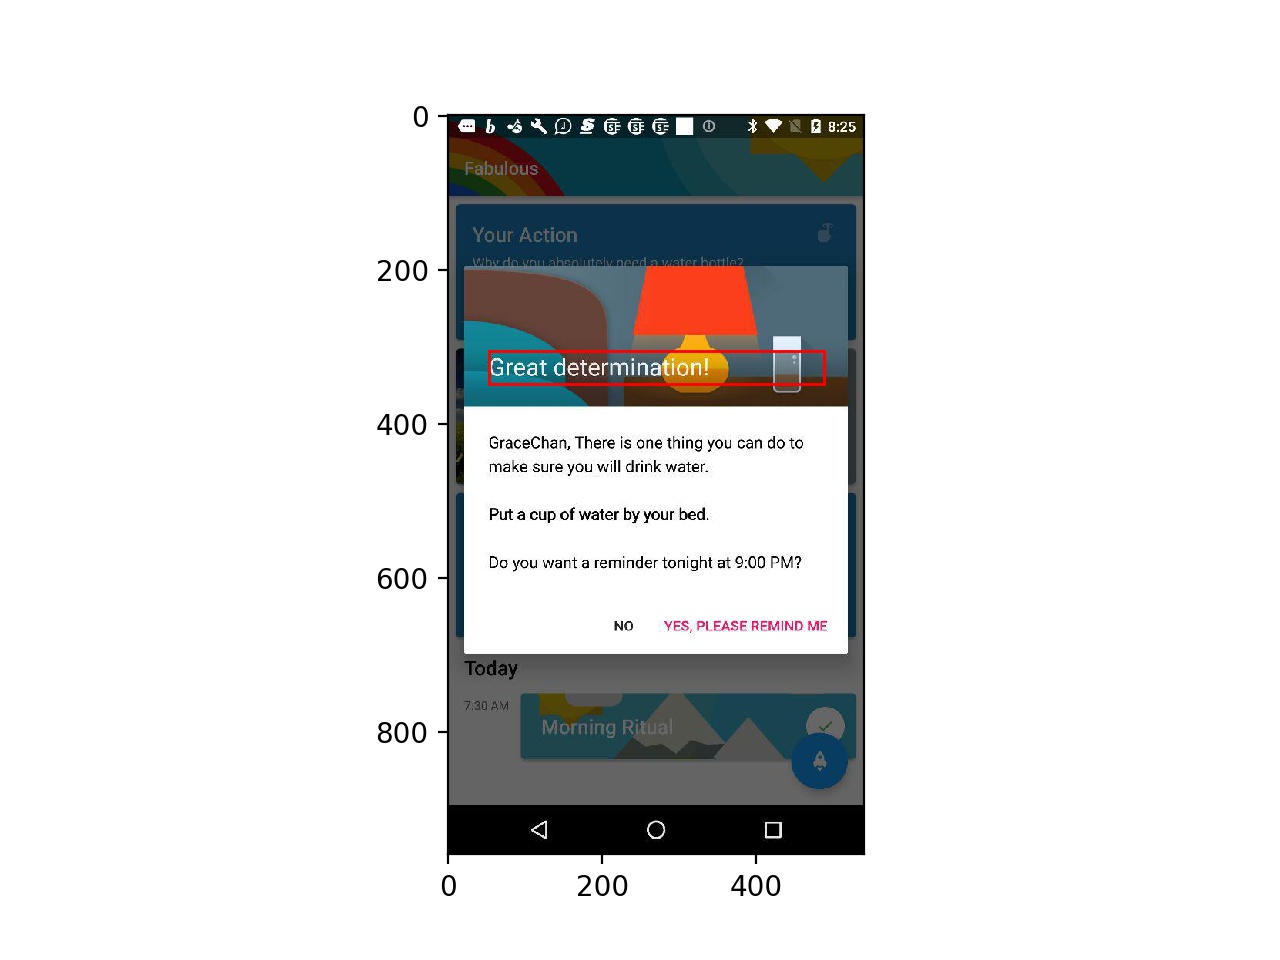 0
8:25
Fabulous
Your Action
Why do you absolutely need a water bottle?
200
Great determination!
400
GraceChan, There is one thing you can do to
make sure you will drink water.
Put a cup of water by your bed.
Do you want a reminder tonight at 9:00 PM?
600
NO YES, PLEASE REMIND ME
Today
7:30 AM
Morning Ritual
800
0 200 400